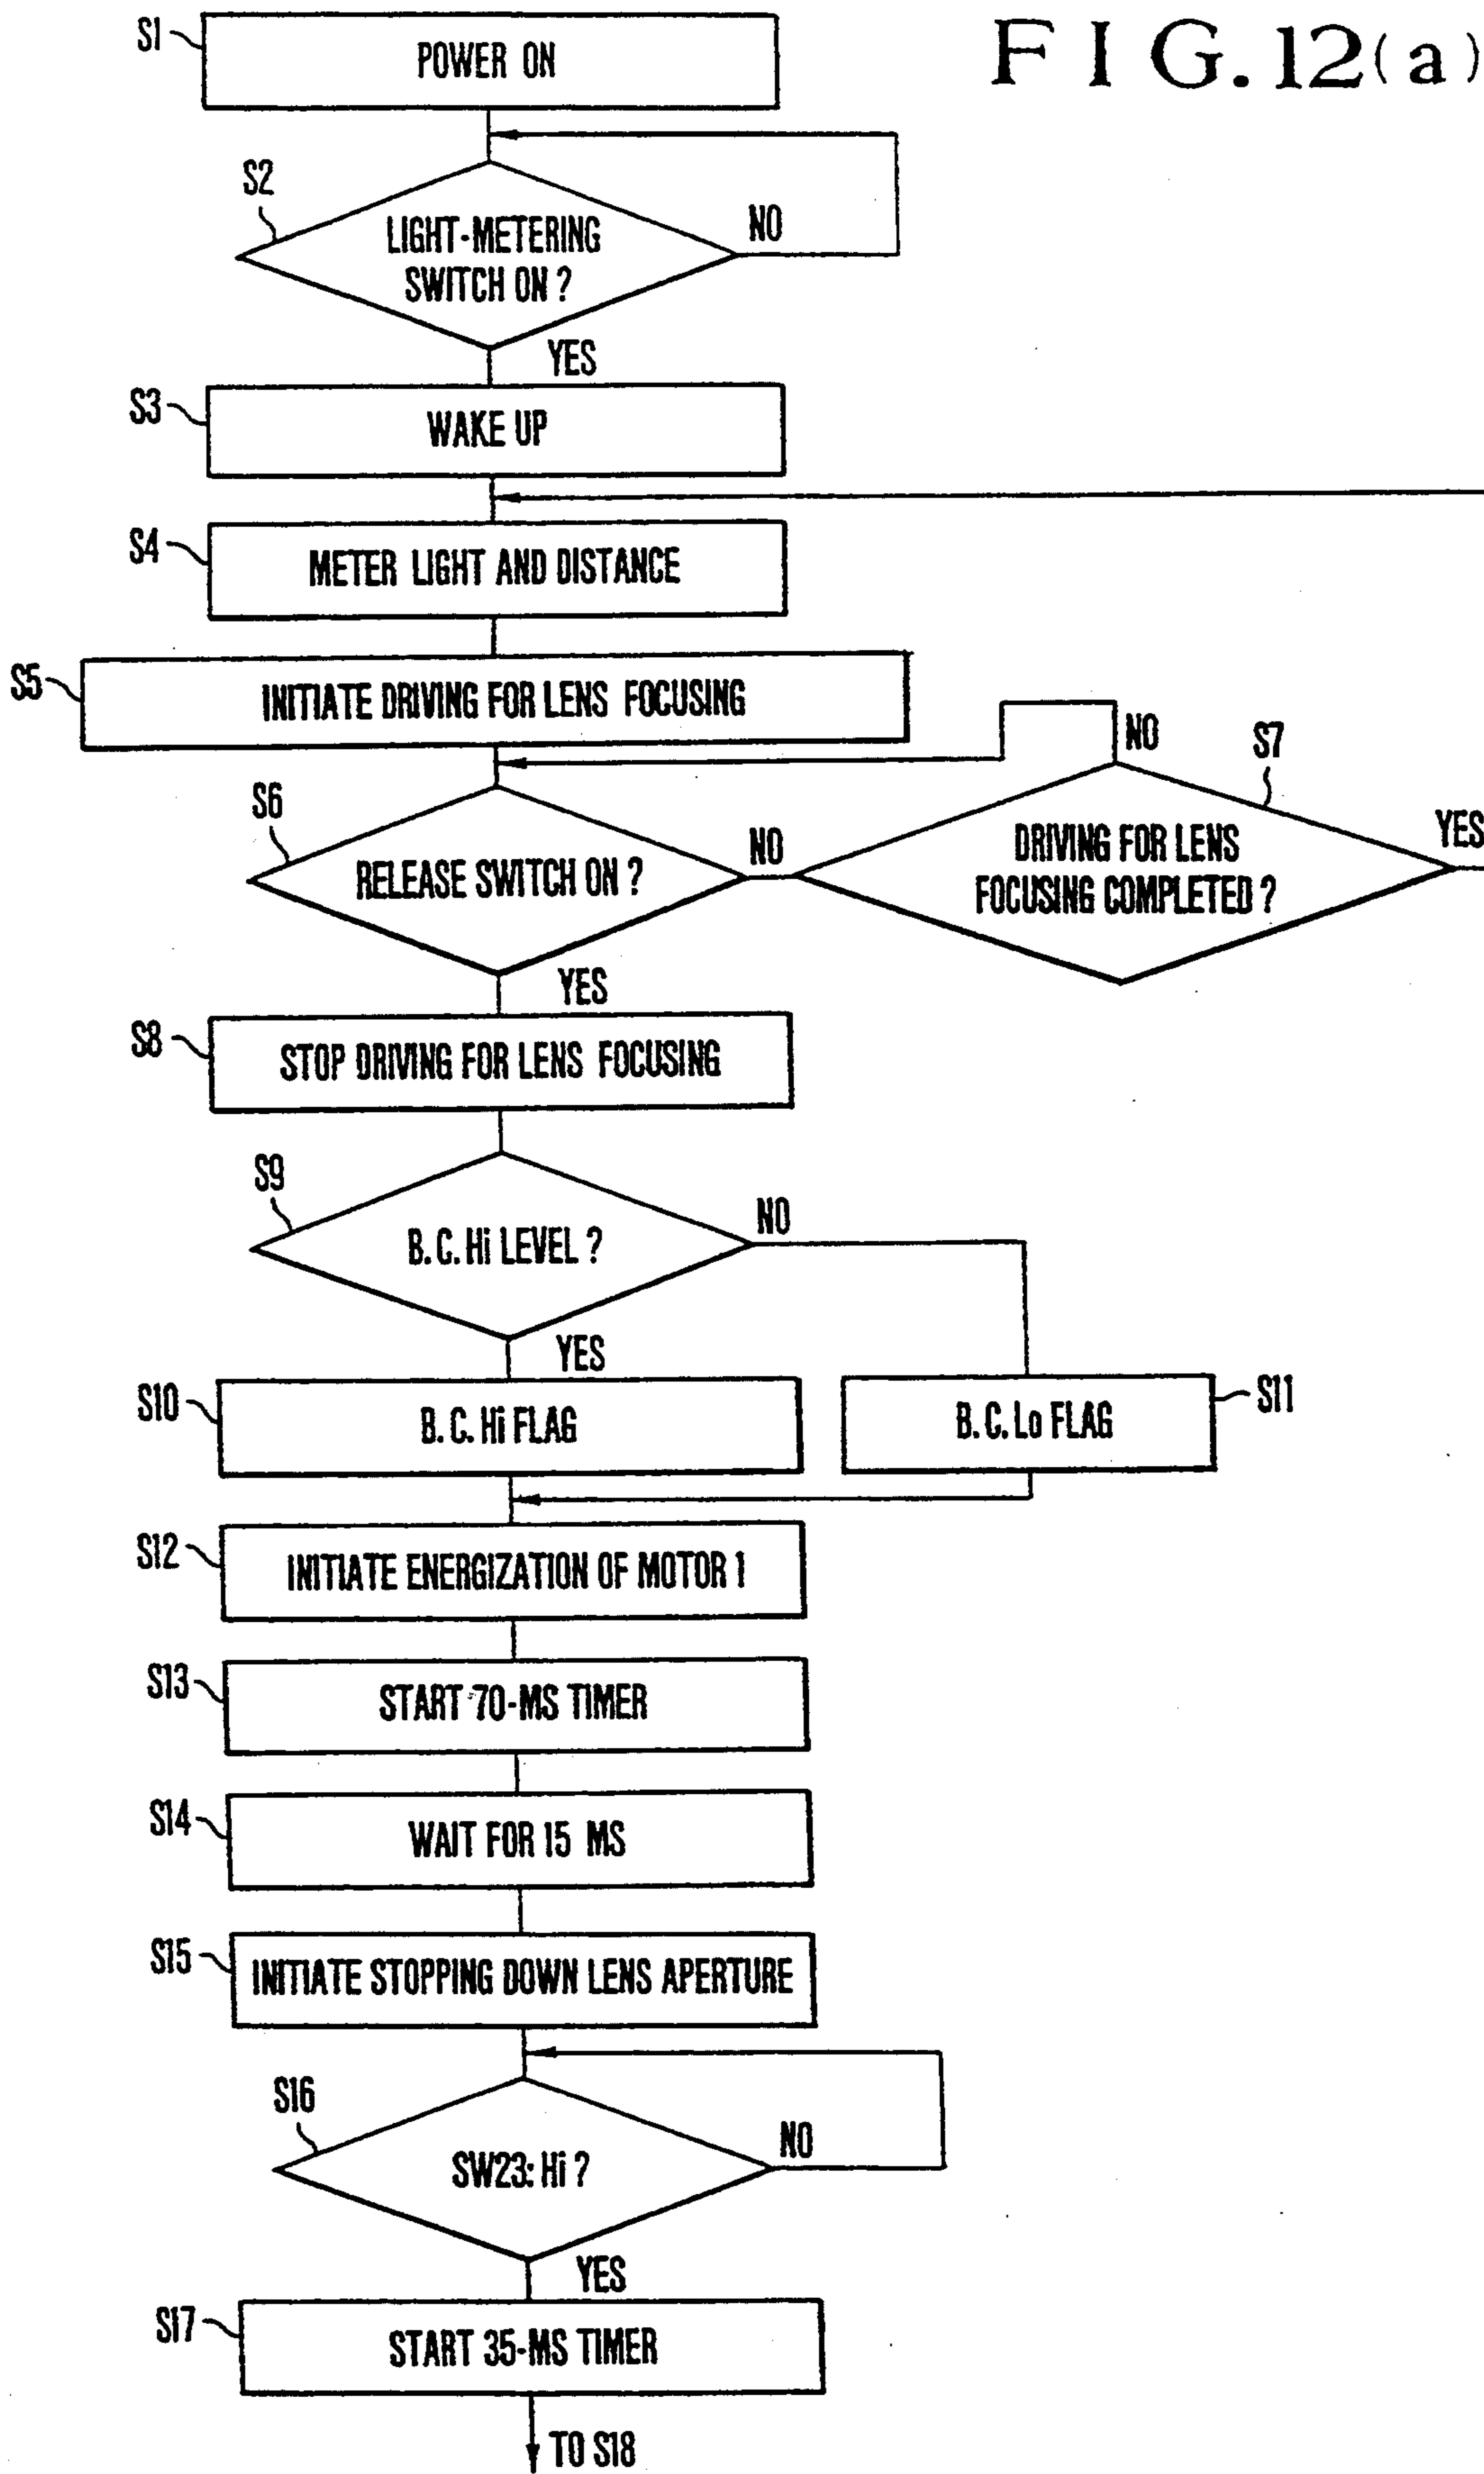 FIG. 12(a)
S1
POWER ON
S2
LIGHT-METERING
SWITCH ON ?
NO
YES
S3
WAKE UP
S4
METER LIGHT AND DISTANCE
S5
INITIATE DRIVING FOR LENS FOCUSING
S6
RELEASE SWITCH ON ?
NO
S7
DRIVING FOR LENS
FOCUSING COMPLETED ?
NO
YES
YES
S8
STOP DRIVING FOR LENS FOCUSING
S9
B. C. Hi LEVEL ?
NO
YES
S10
B. C. Hi FLAG
B. C. Lo FLAG
S11
S12
INITIATE ENERGIZATION OF MOTOR 1
S13
START 70-MS TIMER
S14
WAIT FOR 15 MS
S15
INITIATE STOPPING DOWN LENS APERTURE
S16
SW23: Hi ?
NO
YES
S17
START 35-MS TIMER
TO S18